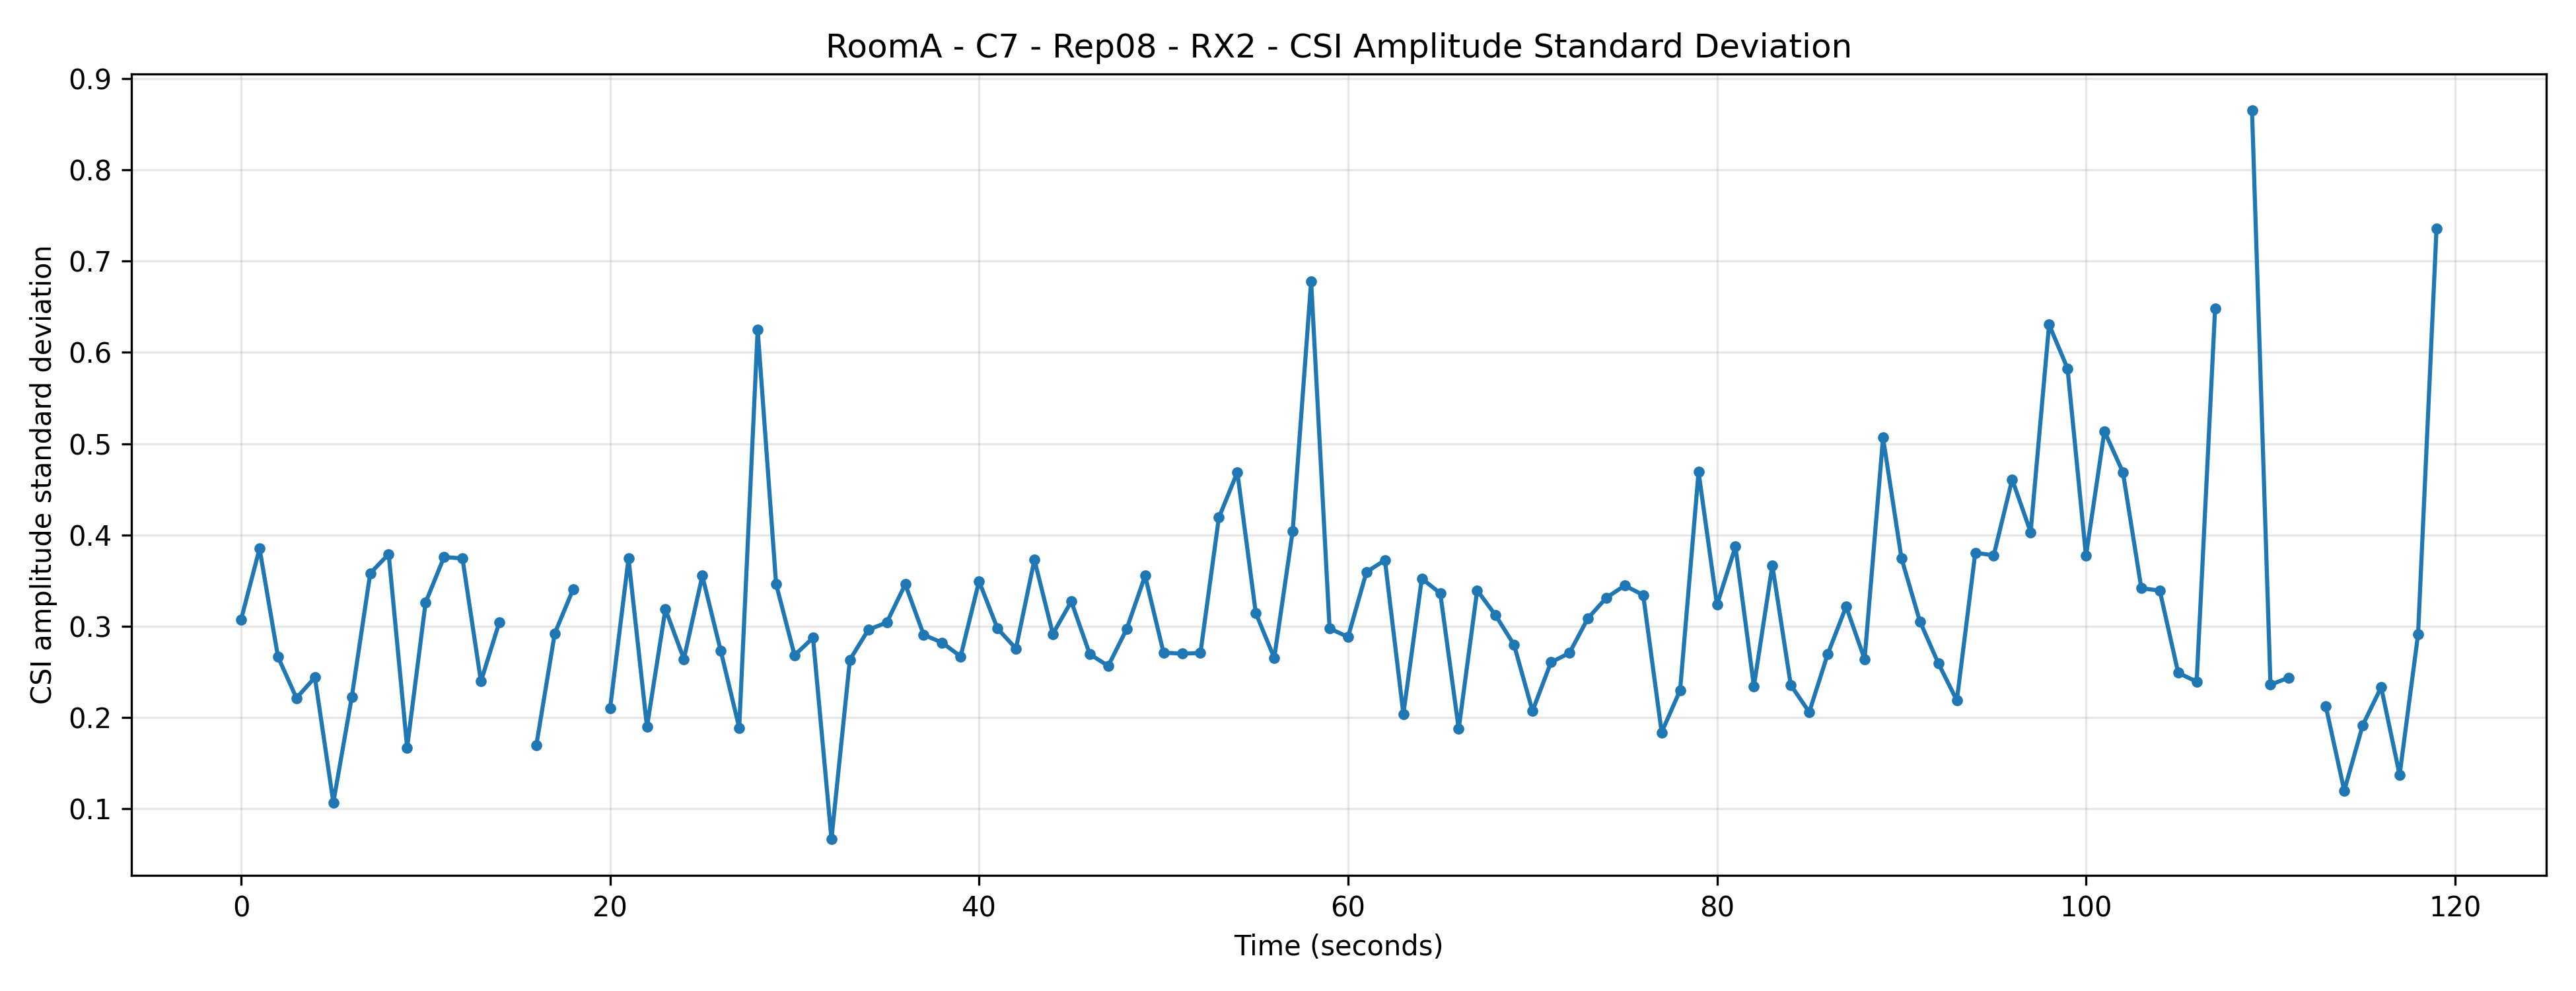 RoomA - C7 - Rep08 - RX2 - CSI Amplitude Standard Deviation
CSI amplitude standard deviation
0.9
0.8
0.7
0.6
0.5
0.4
0.3
0.2
0.1
0 20 40 60 80 100 120
Time (seconds)